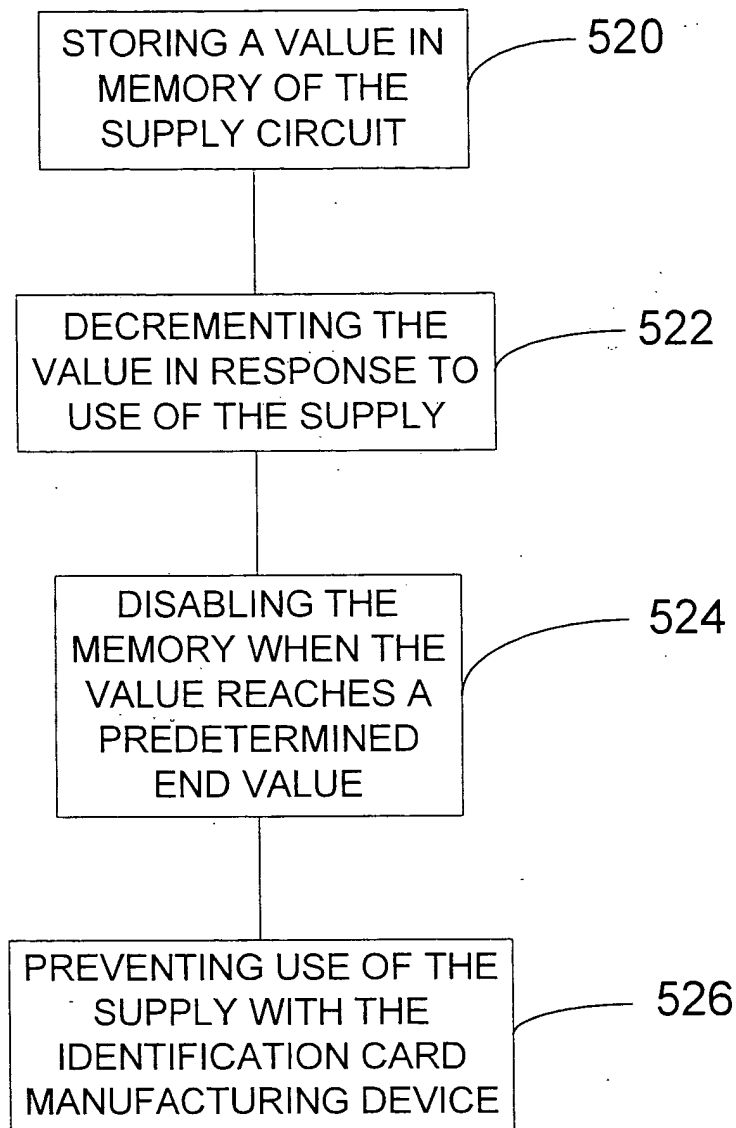 STORING A VALUE IN
MEMORY OF THE
SUPPLY CIRCUIT
520
DECREMENTING THE
VALUE IN RESPONSE TO
USE OF THE SUPPLY
522
DISABLING THE
MEMORY WHEN THE
VALUE REACHES A
PREDETERMINED
END VALUE
524
PREVENTING USE OF THE
SUPPLY WITH THE
IDENTIFICATION CARD
MANUFACTURING DEVICE
526